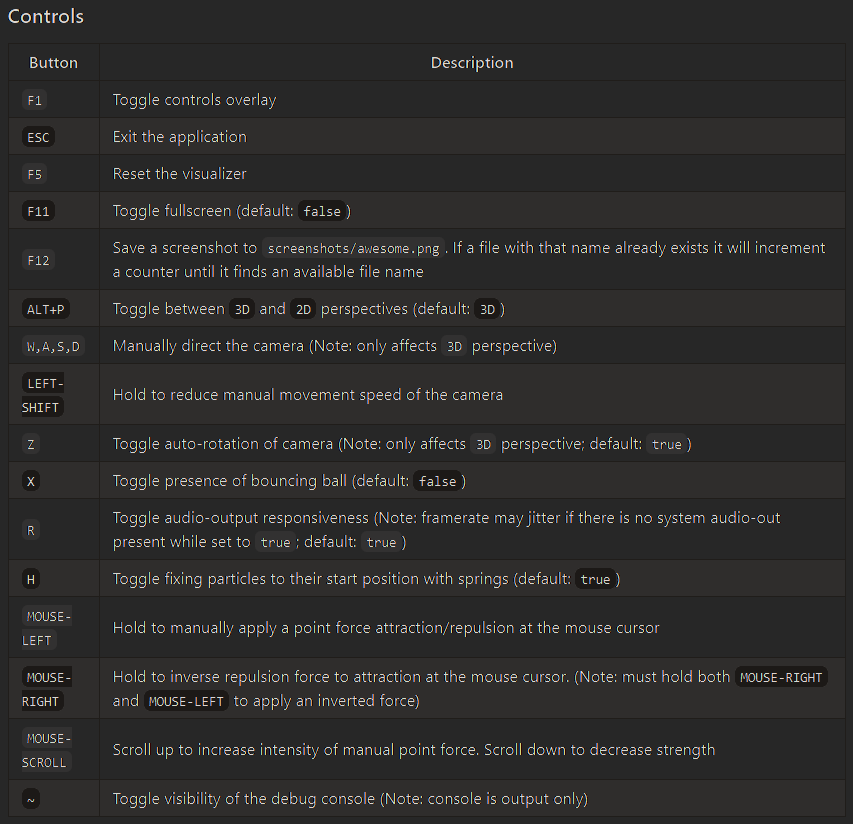 Controls
Button Description
F1 Toggle controls overlay
ESC Exit the application
F5 Reset the visualizer
F11 Toggle fullscreen (default: false)
F12 Save a screenshot to screenshots/awesome.png. If a file with that name already exists it will increment
a counter until it finds an available file name
ALT+P Toggle between 3D and 2D perspectives (default: 3D)
W,A,S,D Manually direct the camera (Note: only affects 3D perspective)
LEFT-
SHIFT
Hold to reduce manual movement speed of the camera
Z Toggle auto-rotation of camera (Note: only affects 3D perspective; default: true)
X Toggle presence of bouncing ball (default: false)
R Toggle audio-output responsiveness (Note: framerate may jitter if there is no system audio-out
present while set to true; default: true)
H Toggle fixing particles to their start position with springs (default: true)
MOUSE-
LEFT
Hold to manually apply a point force attraction/repulsion at the mouse cursor
MOUSE-
RIGHT
Hold to inverse repulsion force to attraction at the mouse cursor. (Note: must hold both MOUSE-RIGHT
and MOUSE-LEFT to apply an inverted force)
MOUSE-
SCROLL
Scroll up to increase intensity of manual point force. Scroll down to decrease strength
~ Toggle visibility of the debug console (Note: console is output only)